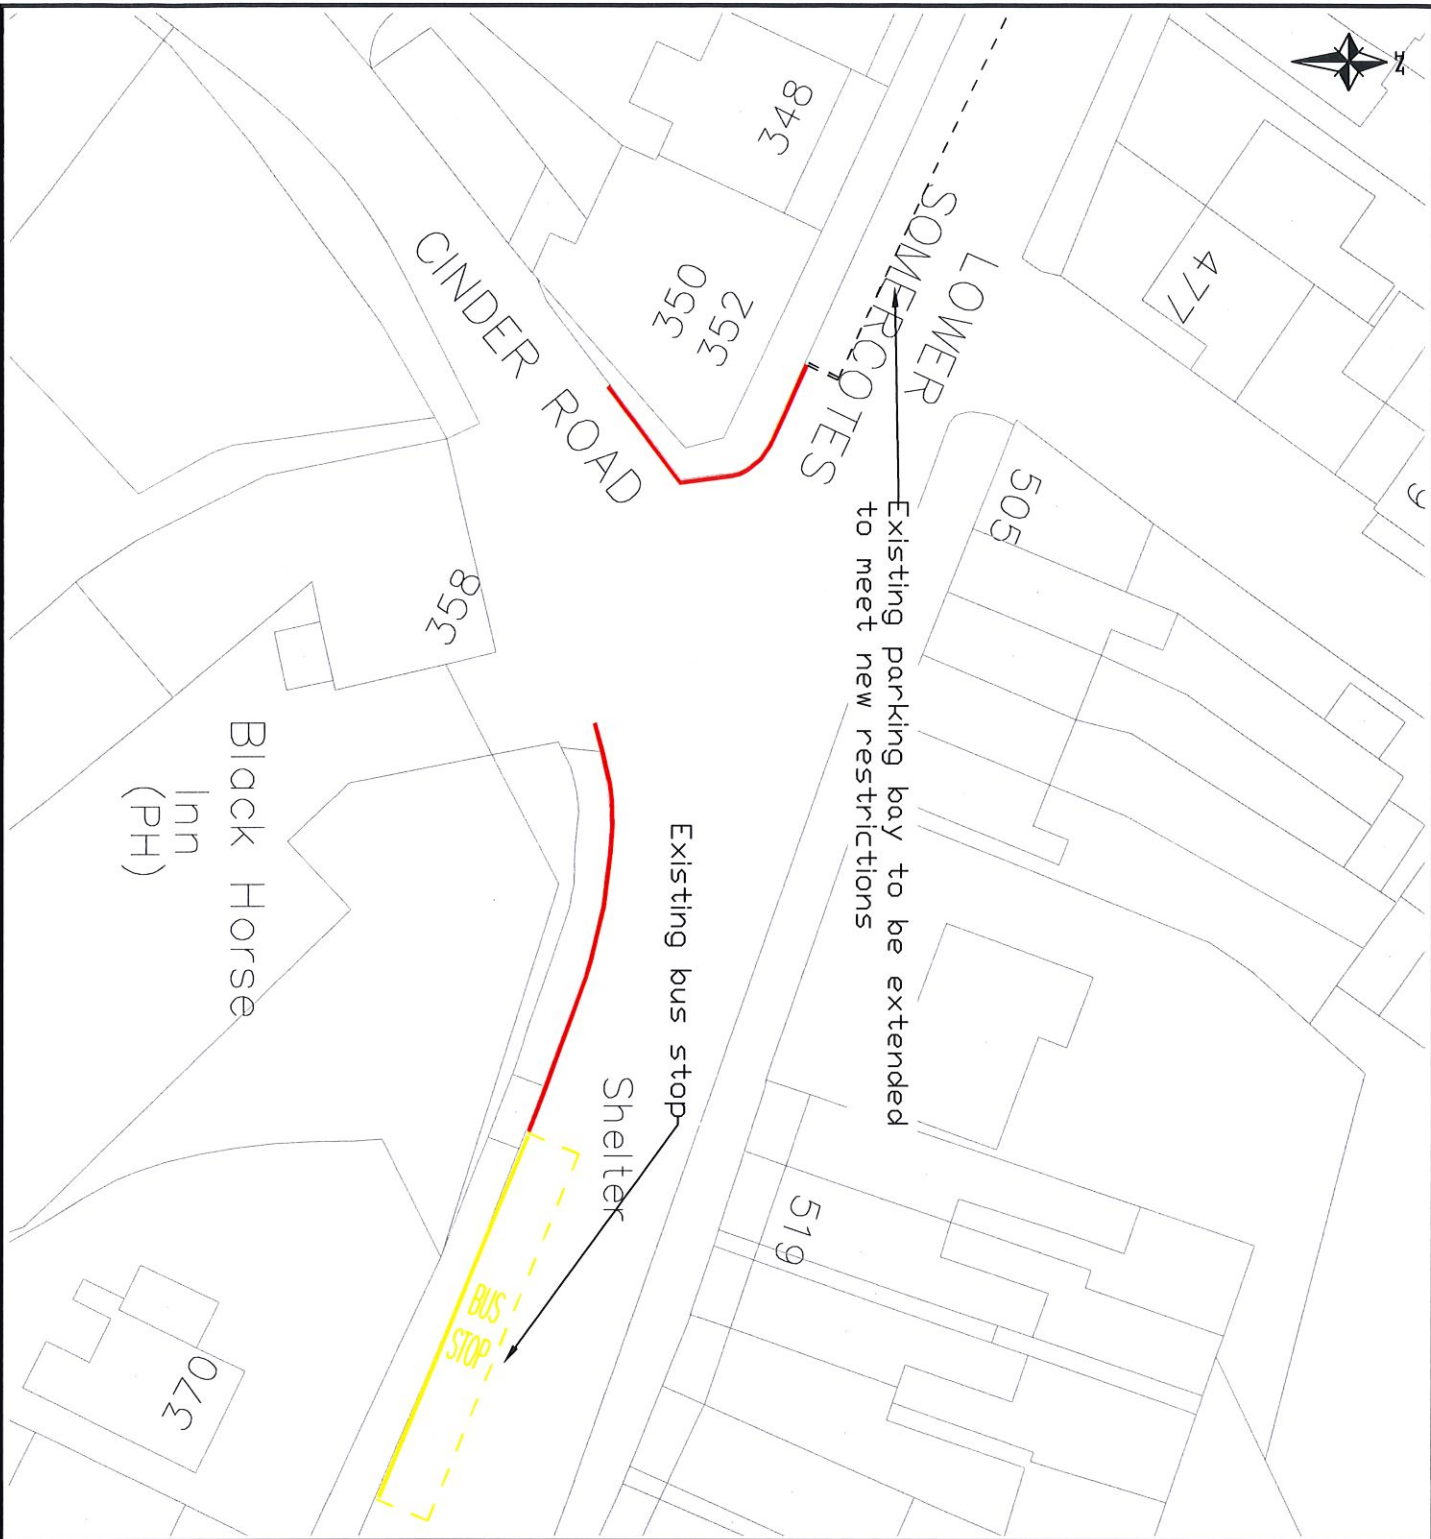 N
348
477
9
LOWER
SOMERCOTES
350
352
CINDER ROAD
505
Existing parking bay to be extended
to meet new restrictions
358
Black Horse
Inn
(PH)
Existing bus stop
Shelter
519
BUS
STOP
370